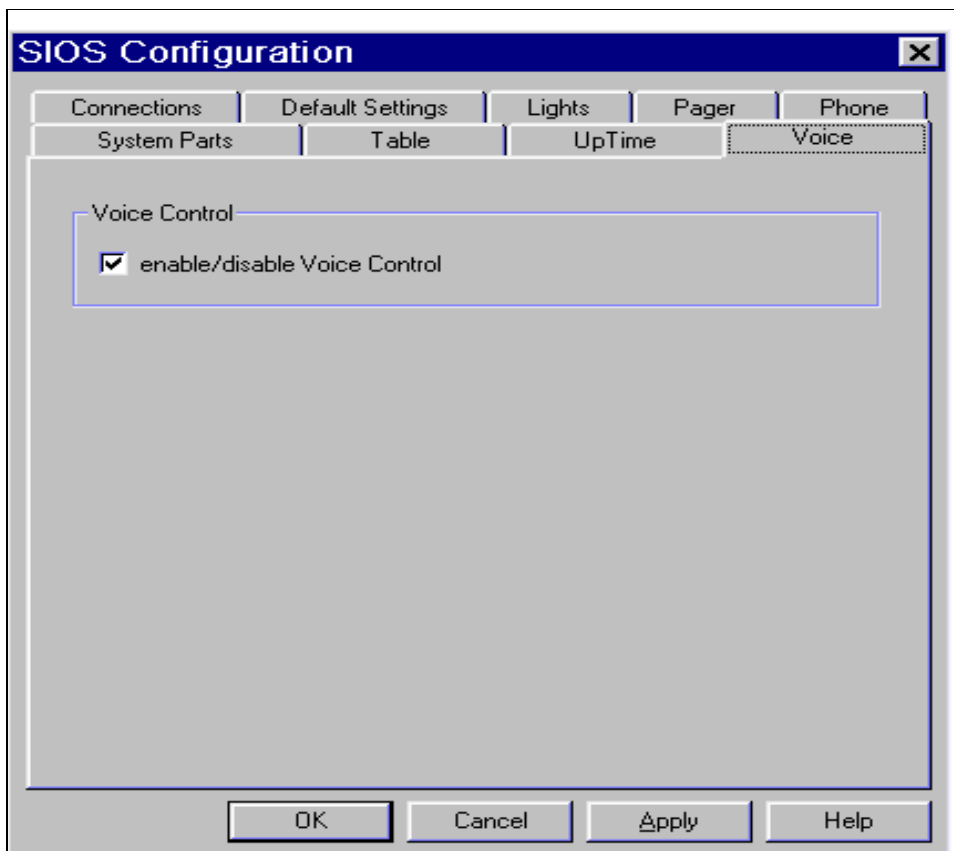 SIOS Configuration
Connections Default Settings Lights Pager Phone
System Parts Table UpTime Voice
Voice Control
enable/disable Voice Control
OK Cancel Apply Help